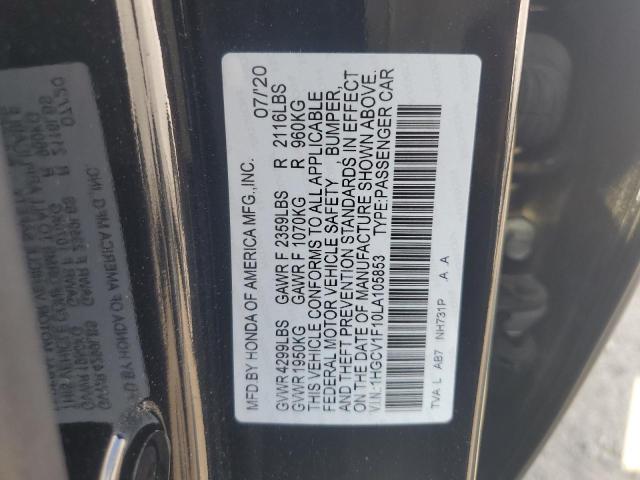 MFD.BY HONDA OF AMERICA MFG.,INC. 07/'20
GVWR 4299LBS GAWR F 2359LBS R 2116LBS
GVWR 1950KG GAWR F 1070KG R 960KG
THIS VEHICLE CONFORMS TO ALL APPLICABLE
FEDERAL MOTOR VEHICLE SAFETY, BUMPER,
AND THEFT PREVENTION STANDARDS IN EFFECT
ON THE DATE OF MANUFACTURE SHOWN ABOVE.
V.I.N.:1HGCV1F10LA105853 TYPE:PASSENGER CAR
TVA L AB7 NH731P .A .A